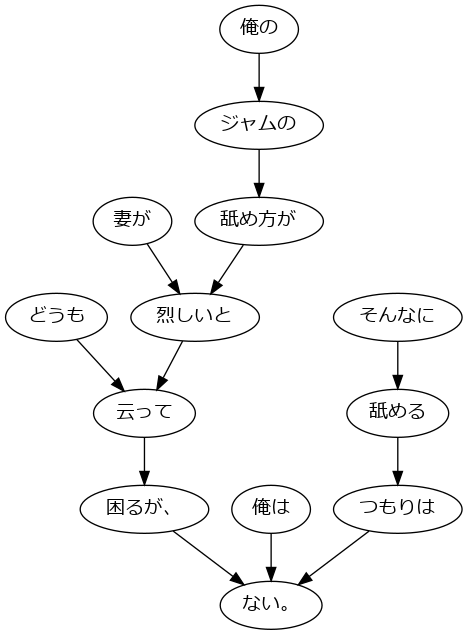 俺の
ジャムの
妻が
舐め方が
どうも
烈しいと
そんなに
云って
舐める
困るが、
俺は
つもりは
ない。